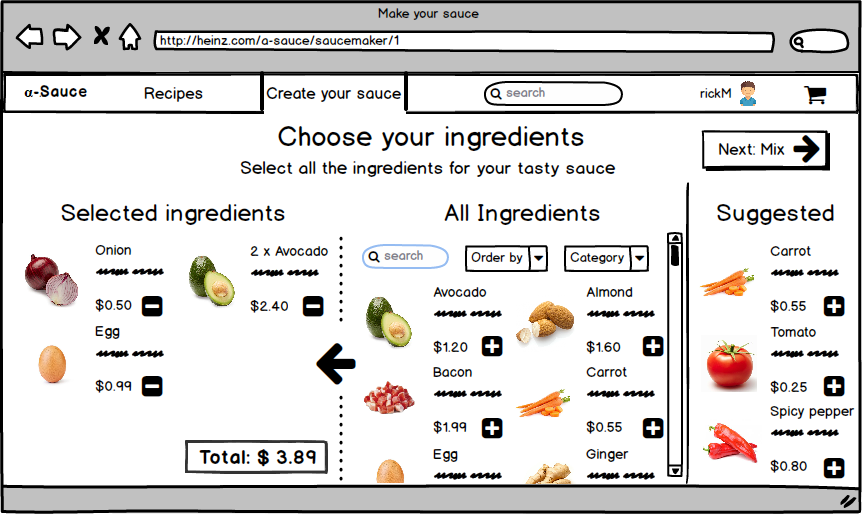 Make your sauce
http://heinz.com/a-sauce/saucemaker/1
α-Sauce
Recipes
Create your sauce
search
rickM
Choose your ingredients
Select all the ingredients for your tasty sauce
Next: Mix
Selected ingredients
Onion
$0.50
2 x Avocado
$2.40
Egg
$0.99
Total: $ 3.89
All Ingredients
search
Order by
Category
Avocado
$1.20
Almond
$1.60
Bacon
$1.99
Carrot
$0.55
Egg
Ginger
Suggested
Carrot
$0.55
Tomato
$0.25
Spicy pepper
$0.80